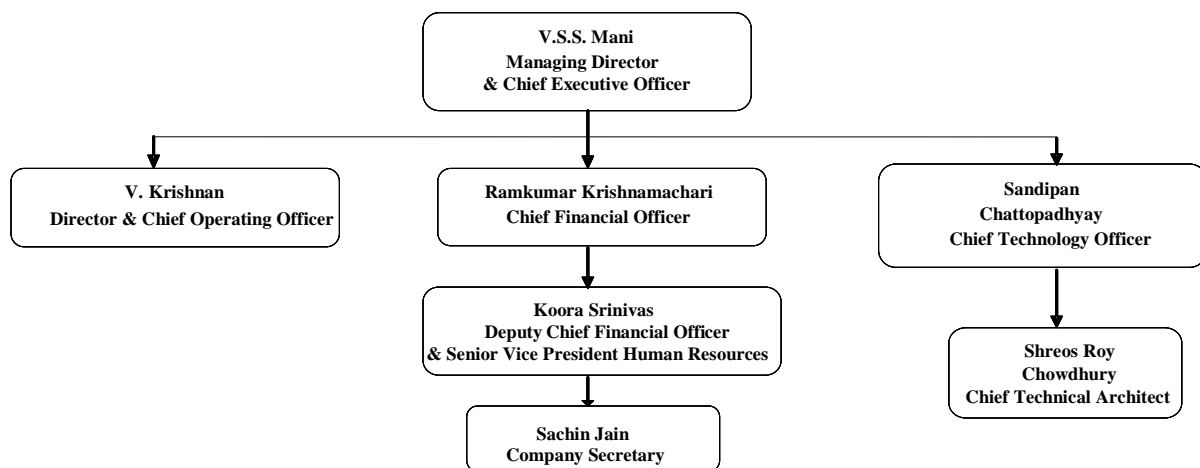 V.S.S. Mani
Managing Director
& Chief Executive Officer
V. Krishnan
Director & Chief Operating Officer
Ramkumar Krishnamachari
Chief Financial Officer
Sandipan
Chattopadhyay
Chief Technology Officer
Koora Srinivas
Deputy Chief Financial Officer
& Senior Vice President Human Resources
Shreos Roy
Chowdhury
Chief Technical Architect
Sachin Jain
Company Secretary